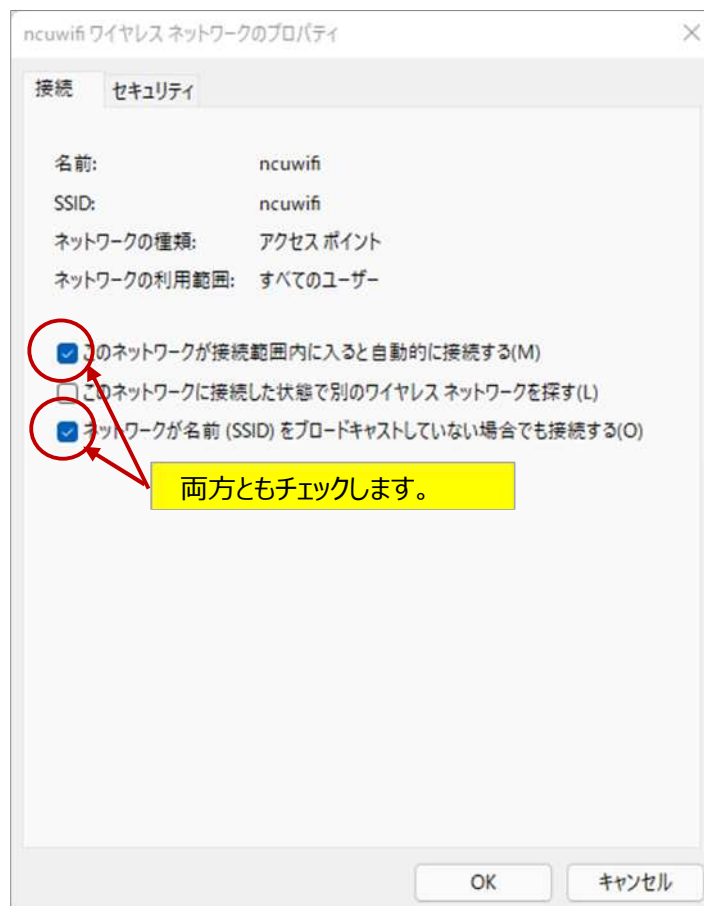 ncuwifi ワイヤレス ネットワークのプロパティ
接続 セキュリティ
名前: ncuwifi
SSID: ncuwifi
ネットワークの種類: アクセス ポイント
ネットワークの利用範囲: すべてのユーザー
このネットワークが接続範囲内に入ると自動的に接続する(M)
このネットワークに接続した状態で別のワイヤレス ネットワークを探す(L)
ネットワークが名前 (SSID) をブロードキャストしていない場合でも接続する(O)
両方ともチェックします。
OK キャンセル